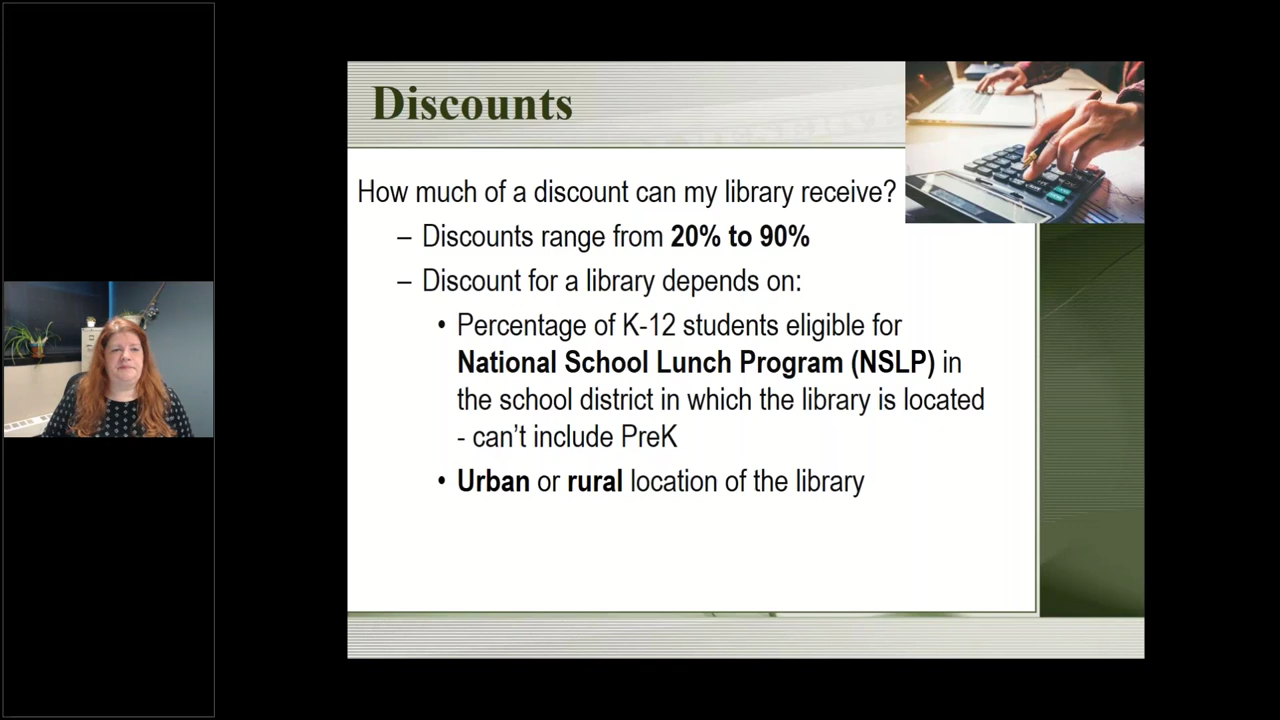 Discounts
How much of a discount can my library receive?
– Discounts range from 20% to 90%
– Discount for a library depends on:
• Percentage of K-12 students eligible for
National School Lunch Program (NSLP) in
the school district in which the library is located
- can't include PreK
• Urban or rural location of the library